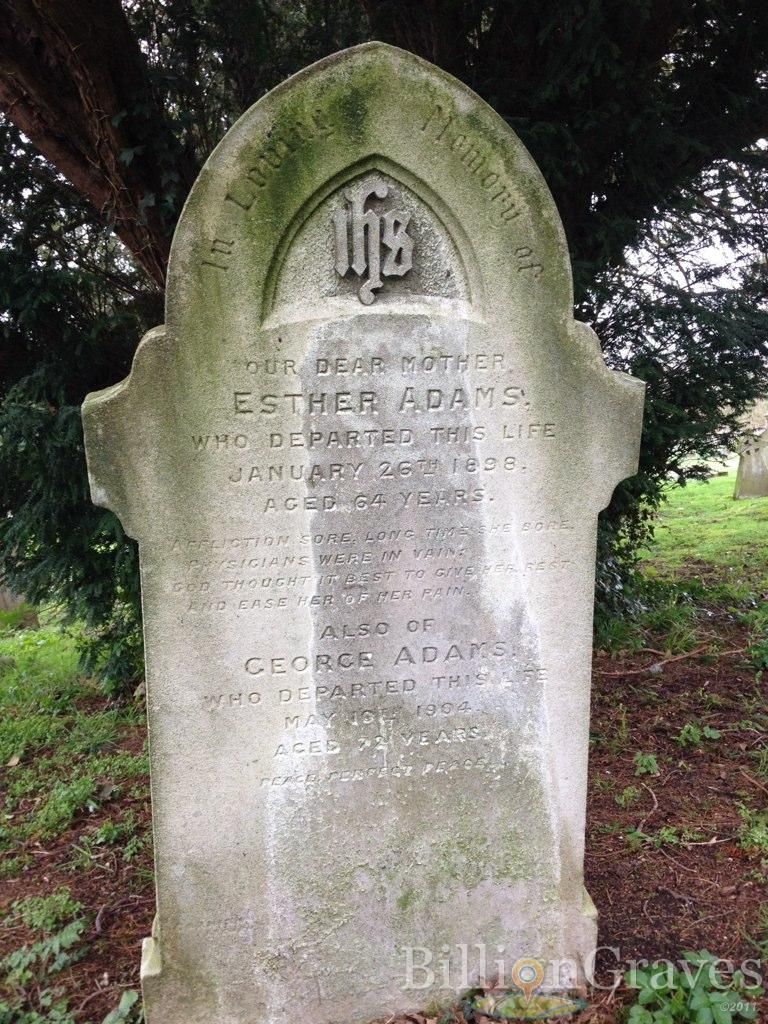 In Loving Memory of
ihs
OUR DEAR MOTHER,
ESTHER ADAMS,
WHO DEPARTED THIS LIFE
JANUARY 26TH 1898.
AGED 64 YEARS.
AFFLICTION SORE, LONG TIME SHE BORE,
PHYSICIANS WERE IN VAIN,
GOD THOUGHT IT BEST TO GIVE HER REST
AND EASE HER OF HER PAIN.
ALSO OF
GEORGE ADAMS,
WHO DEPARTED THIS LIFE
MAY 1904.
AGED 72 YEARS.
PEACE, PERFECT PEACE.
BillionGraves
©2011